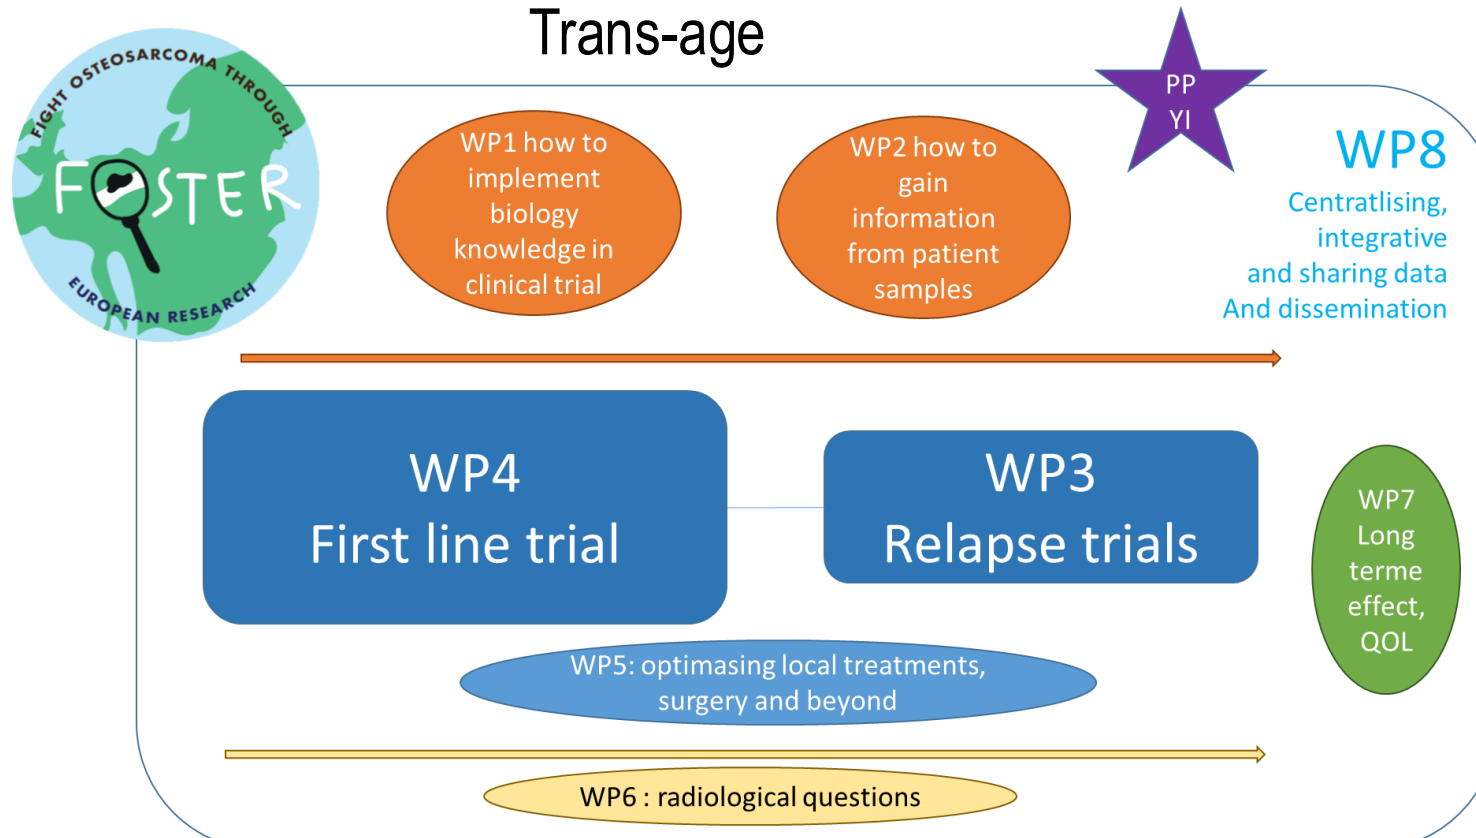 Trans-age
FIGHT OSTEOSARCOMA THROUGH
FOSTER
EUROPEAN RESEARCH
PP
YI
WP1 how to
implement
biology
knowledge in
clinical trial
WP2 how to
gain
information
from patient
samples
WP8
Centratlising,
integrative
and sharing data
And dissemination
WP4
First line trial
WP3
Relapse trials
WP7
Long
terme
effect,
QOL
WP5: optimasing local treatments,
surgery and beyond
WP6 : radiological questions